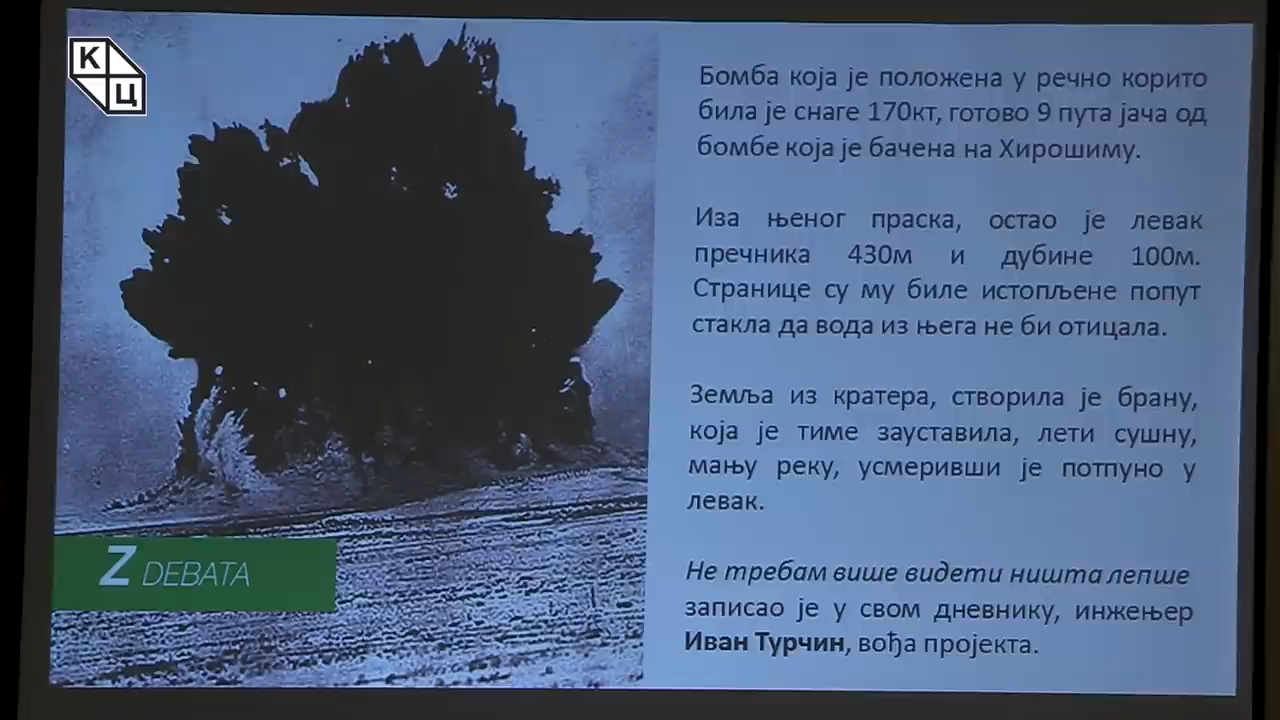 К
Ц
Бомба која је положена у речно корито
била је снаге 170кт, готово 9 пута јача од
бомбе која је бачена на Хирошиму.
Иза њеног праска, остао је левак
пречника 430м и дубине 100м.
Странице су му биле истопљене попут
стакла да вода из њега не би отицала.
Земља из кратера, створила је брану,
која је тиме зауставила, лети сушну,
мању реку, усмеривши је потпуно у
левак.
Не требам више видети ништа лепше
записао је у свом дневнику, инжењер
Иван Турчин, вођа пројекта.
Z DEBATA